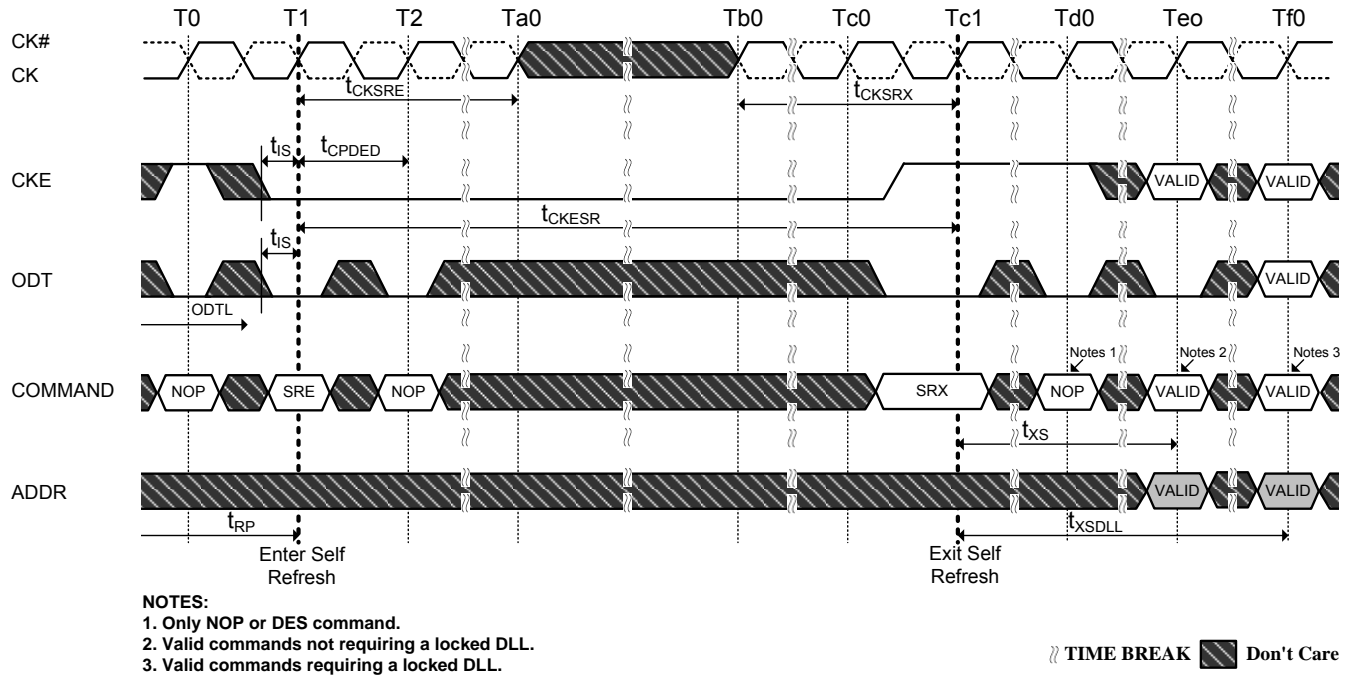 T0 T1 T2 Ta0 Tb0 Tc0 Tc1 Td0 Teo Tf0
CK#
CK
tCKSRE tCKSRX
tIS tCPDED
CKE VALID VALID
tCKESR
tIS
ODT VALID
ODTL
Notes 1 Notes 2 Notes 3
COMMAND NOP SRE NOP SRX NOP VALID VALID
tXS
ADDR VALID VALID
tRP tXSDLL
Enter Self Exit Self
Refresh Refresh
NOTES:
1. Only NOP or DES command.
2. Valid commands not requiring a locked DLL.
3. Valid commands requiring a locked DLL.
TIME BREAK Don't Care